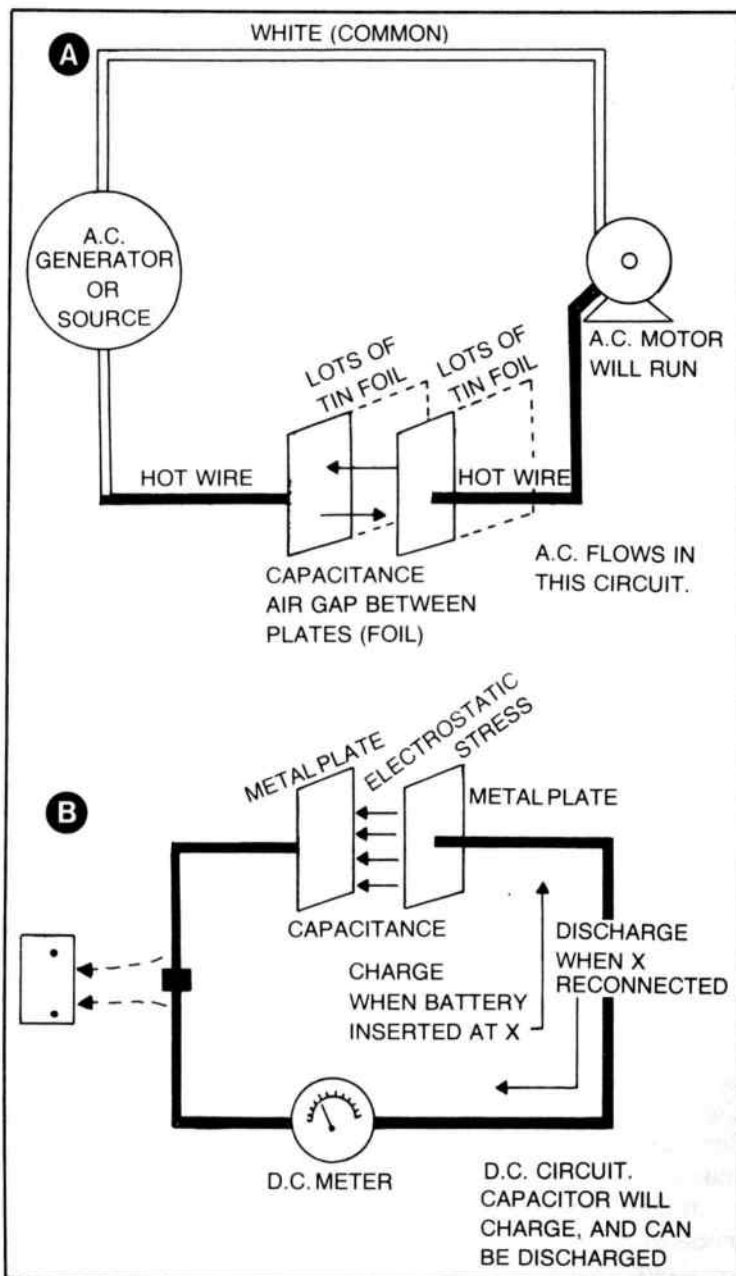 A
WHITE (COMMON)
A.C.
GENERATOR
OR
SOURCE
A.C. MOTOR
WILL RUN
LOTS OF
TIN FOIL
LOTS OF
TIN FOIL
HOT WIRE
HOT WIRE
CAPACITANCE
AIR GAP BETWEEN
PLATES (FOIL)
A.C. FLOWS IN
THIS CIRCUIT.
B
METAL PLATE
ELECTROSTATIC
STRESS
METAL PLATE
CAPACITANCE
CHARGE
WHEN BATTERY
INSERTED AT X
DISCHARGE
WHEN X
RECONNECTED
D.C. METER
D.C. CIRCUIT.
CAPACITOR WILL
CHARGE, AND CAN
BE DISCHARGED